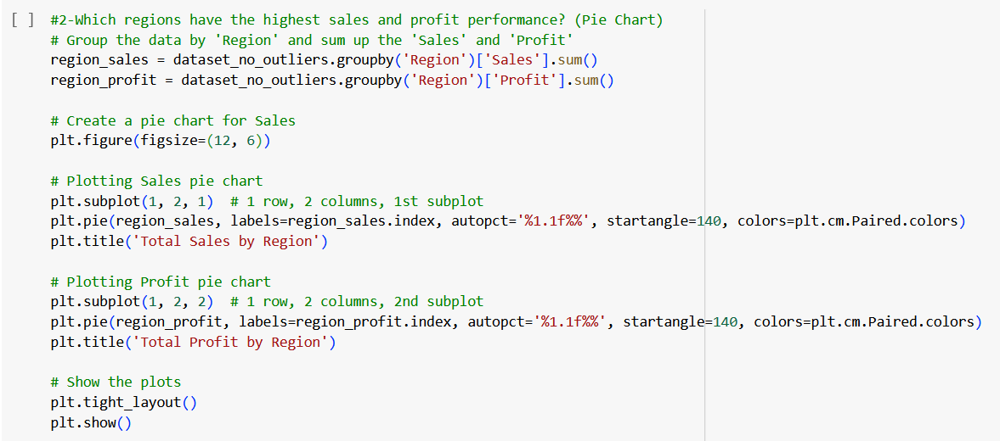 [ ] #2-Which regions have the highest sales and profit performance? (Pie Chart)
# Group the data by 'Region' and sum up the 'Sales' and 'Profit'
region_sales = dataset_no_outliers.groupby('Region')['Sales'].sum()
region_profit = dataset_no_outliers.groupby('Region')['Profit'].sum()

# Create a pie chart for Sales
plt.figure(figsize=(12, 6))

# Plotting Sales pie chart
plt.subplot(1, 2, 1)  # 1 row, 2 columns, 1st subplot
plt.pie(region_sales, labels=region_sales.index, autopct='%1.1f%%', startangle=140, colors=plt.cm.Paired.colors)
plt.title('Total Sales by Region')

# Plotting Profit pie chart
plt.subplot(1, 2, 2)  # 1 row, 2 columns, 2nd subplot
plt.pie(region_profit, labels=region_profit.index, autopct='%1.1f%%', startangle=140, colors=plt.cm.Paired.colors)
plt.title('Total Profit by Region')

# Show the plots
plt.tight_layout()
plt.show()